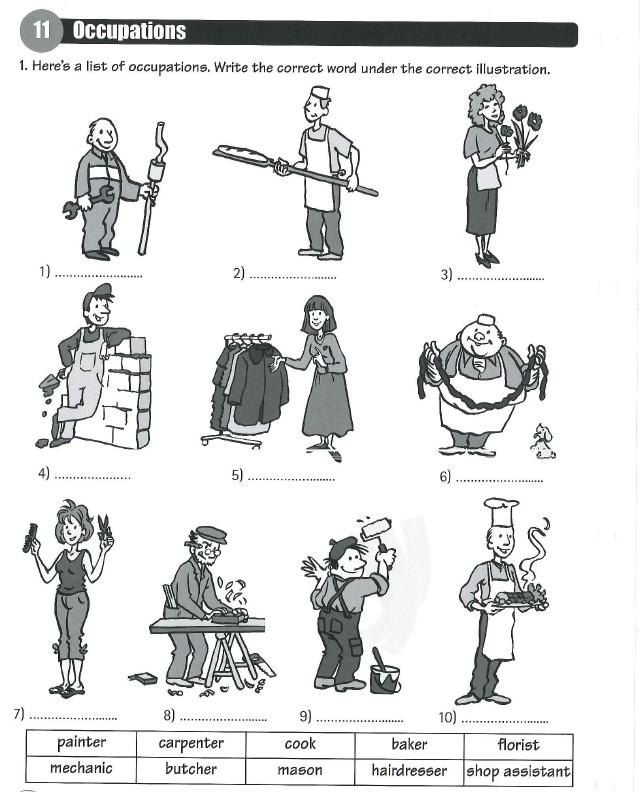 11 Occupations
1. Here's a list of occupations. Write the correct word under the correct illustration.
1) ........................
2) ........................
3) ........................
4) ........................
5) ........................
6) ........................
7) ........................
8) ........................
9) ........................
10) ........................
painter carpenter cook baker florist
mechanic butcher mason hairdresser shop assistant